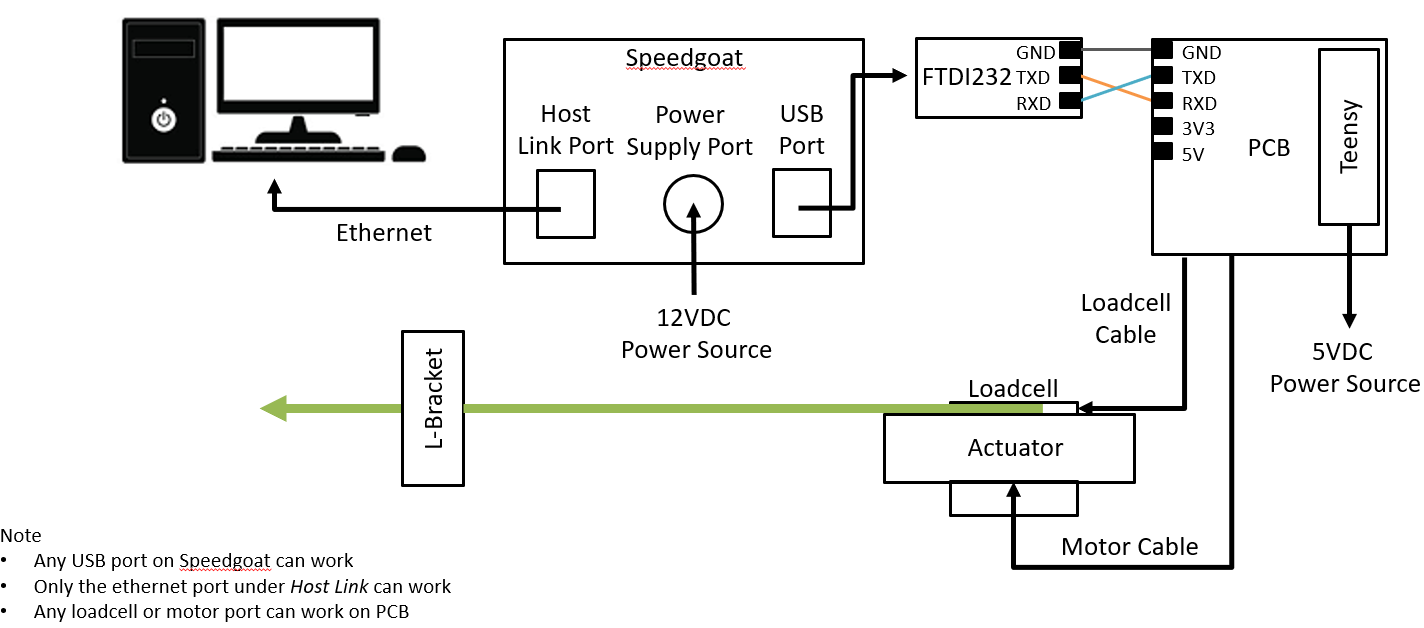 Speedgoat
Host
Link Port
Power
Supply Port
USB
Port
FTDI232
GND
TXD
RXD
GND
TXD
RXD
3V3
5V
PCB
Teensy
Ethernet
12VDC
Power Source
Loadcell
Cable
5VDC
Power Source
L-Bracket
Loadcell
Actuator
Motor Cable
Note
• Any USB port on Speedgoat can work
• Only the ethernet port under Host Link can work
• Any loadcell or motor port can work on PCB